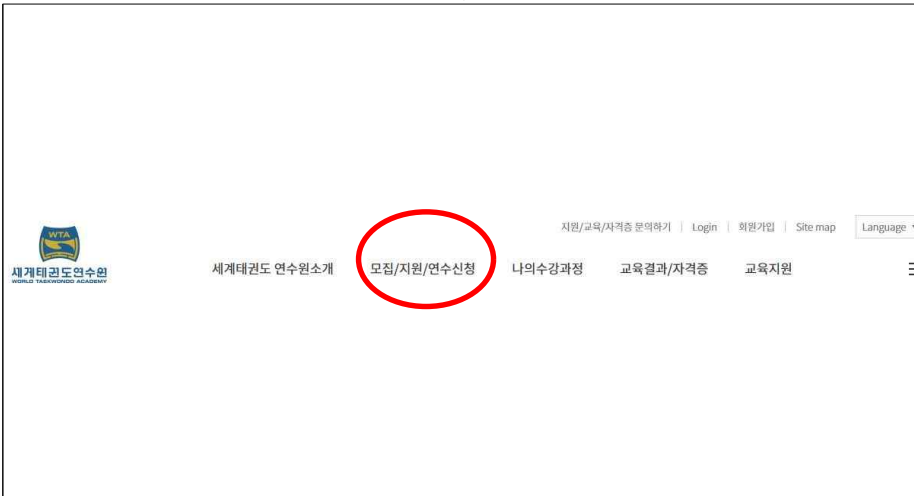 지원/교육/자격증 문의하기 | Login | 회원가입 | Site map Language
WTA
세계태권도연수원
WORLD TAEKWONDO ACADEMY
세계태권도 연수원소개 모집/지원/연수신청 나의수강과정 교육결과/자격증 교육지원